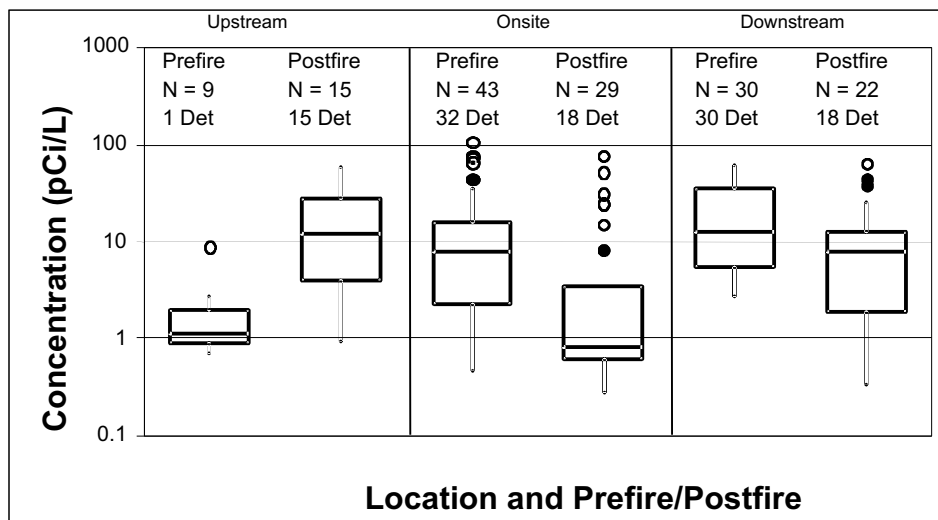 Upstream Onsite Downstream
1000
Prefire Postfire Prefire Postfire Prefire Postfire
N = 9 N = 15 N = 43 N = 29 N = 30 N = 22
1 Det 15 Det 32 Det 18 Det 30 Det 18 Det
100
10
1
0.1
Concentration (pCi/L)
Location and Prefire/Postfire